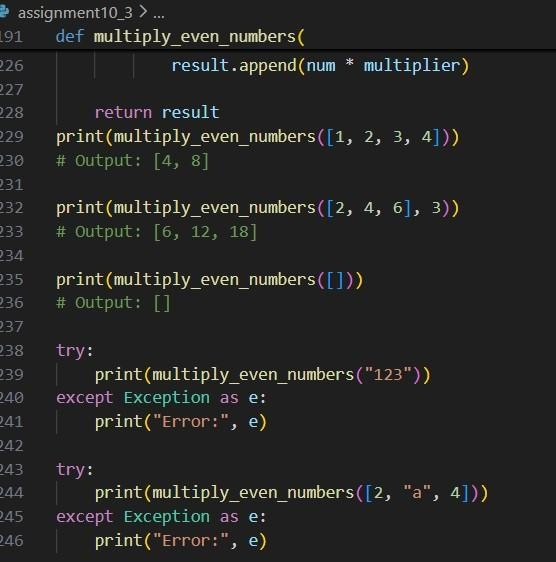 assignment10_3 > ...
191 def multiply_even_numbers(
226 result.append(num * multiplier)
227
228 return result
229 print(multiply_even_numbers([1, 2, 3, 4]))
230 # Output: [4, 8]
231
232 print(multiply_even_numbers([2, 4, 6], 3))
233 # Output: [6, 12, 18]
234
235 print(multiply_even_numbers([]))
236 # Output: []
237
238 try:
239 print(multiply_even_numbers("123"))
240 except Exception as e:
241 print("Error:", e)
242
243 try:
244 print(multiply_even_numbers([2, "a", 4]))
245 except Exception as e:
246 print("Error:", e)